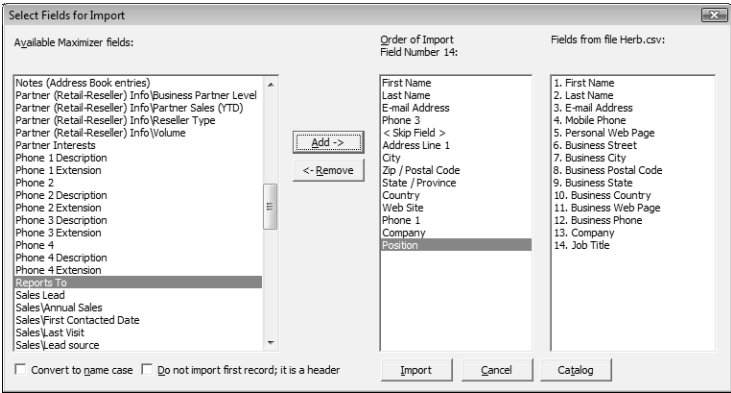 Select Fields for Import
Available Maximizer fields:
Order of Import
Field Number 14:
Fields from file Herb.csv:
Notes (Address Book entries)
Partner (Retail-Reseller) Info\Business Partner Level
Partner (Retail-Reseller) Info\Partner Sales (YTD)
Partner (Retail-Reseller) Info\Reseller Type
Partner (Retail-Reseller) Info\Volume
Partner Interests
Phone 1 Description
Phone 1 Extension
Phone 2
Phone 2 Description
Phone 2 Extension
Phone 3 Description
Phone 3 Extension
Phone 4
Phone 4 Description
Phone 4 Extension
Reports To
Sales Lead
Sales\Annual Sales
Sales\First Contacted Date
Sales\Last Visit
Sales\Lead source
Add ->
<- Remove
First Name
Last Name
E-mail Address
Phone 3
< Skip Field >
Address Line 1
City
Zip / Postal Code
State / Province
Country
Web Site
Phone 1
Company
Position
1. First Name
2. Last Name
3. E-mail Address
4. Mobile Phone
5. Personal Web Page
6. Business Street
7. Business City
8. Business Postal Code
9. Business State
10. Business Country
11. Business Web Page
12. Business Phone
13. Company
14. Job Title
Convert to name case
Do not import first record; it is a header
Import
Cancel
Catalog